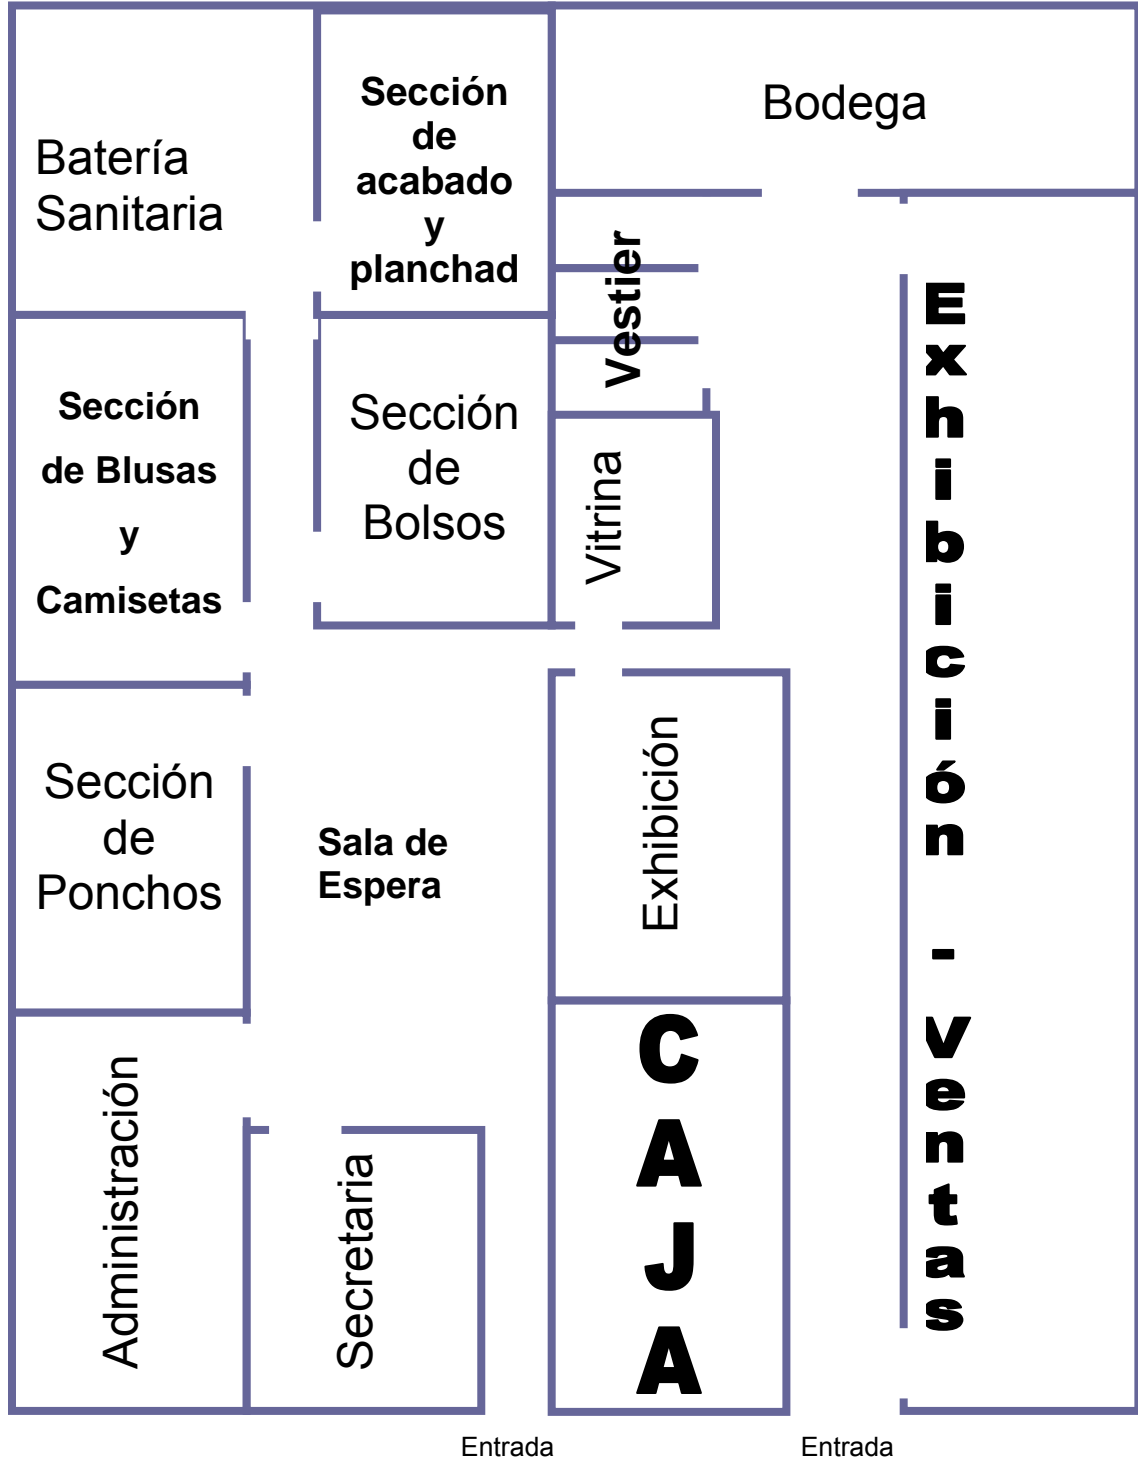 Batería
Sanitaria
Sección
de
acabado
y
planchad
Bodega
Vestier
Sección
de Blusas
y
Camisetas
Sección
de
Bolsos
Vitrina
Exhibición - Ventas
Sección
de
Ponchos
Sala de
Espera
Exhibición
Administración
Secretaria
CAJA
Entrada
Entrada